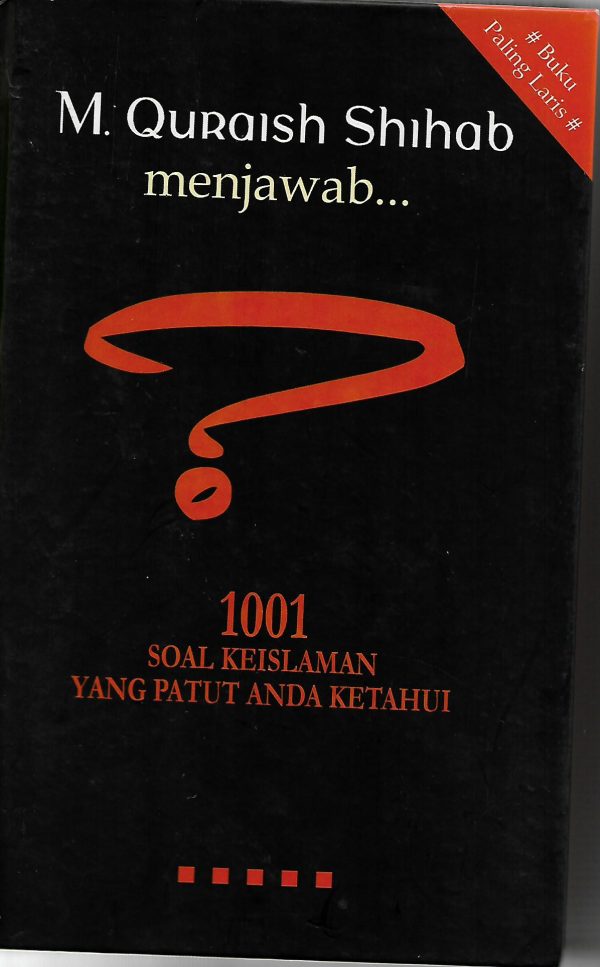 # Buku
Paling Laris #
M. Quraish Shihab
menjawab...
?
1001
SOAL KEISLAMAN
YANG PATUT ANDA KETAHUI